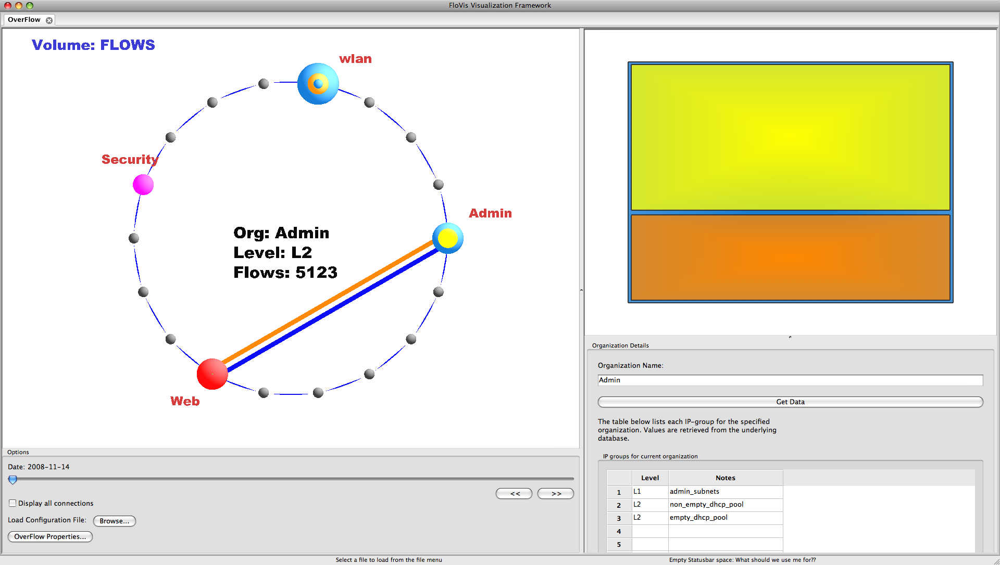 FloVis Visualization Framework
OverFlow
Volume: FLOWS
wlan
Security
Admin
Org: Admin
Level: L2
Flows: 5123
Web
Options
Date: 2008-11-14
<< >>
Display all connections
Load Configuration File: Browse...
OverFlow Properties...
Organization Details
Organization Name:
Admin
Get Data
The table below lists each IP-group for the specified
organization. Values are retrieved from the underlying
database.
IP groups for current organization
Level Notes
1 L1 admin_subnets
2 L2 non_empty_dhcp_pool
3 L2 empty_dhcp_pool
4
5
Select a file to load from the file menu
Empty Statusbar space: What should we use me for??